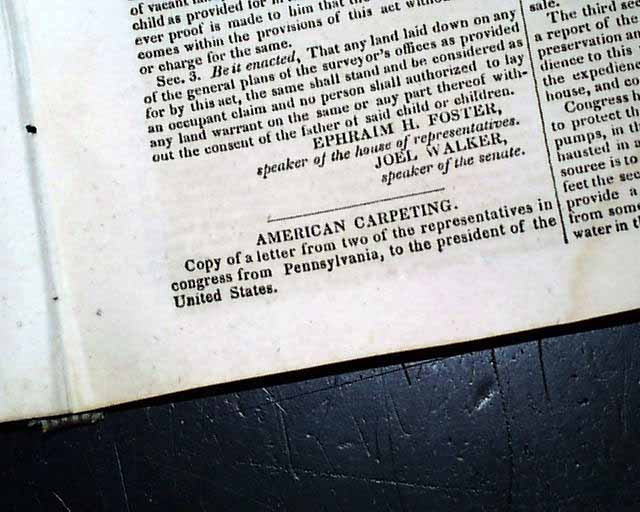 of vacant
child as provided for in
ever proof is made to him that the
comes within the provisions of this act without
or charge for the same.
Sec. 3. Be it enacted, That any land laid down on any
of the general plans of the surveyor's offices as provided
for by this act, the same shall stand and be considered as
an occupant claim and no person shall authorized to lay
any land warrant on the same or any part thereof with-
out the consent of the father of said child or children.
EPHRAIM H. FOSTER,
speaker of the house of representatives.
JOEL WALKER,
speaker of the senate.
AMERICAN CARPETING.
Copy of a letter from two of the representatives in
congress from Pennsylvania, to the president of the
United States.
sale.
The third
a report of the
preservation
dience to this
the expedien
house, and
Congress
to protect th
pumps, in th
hausted in a
source is to
feet the sec
provide a
from some
water in